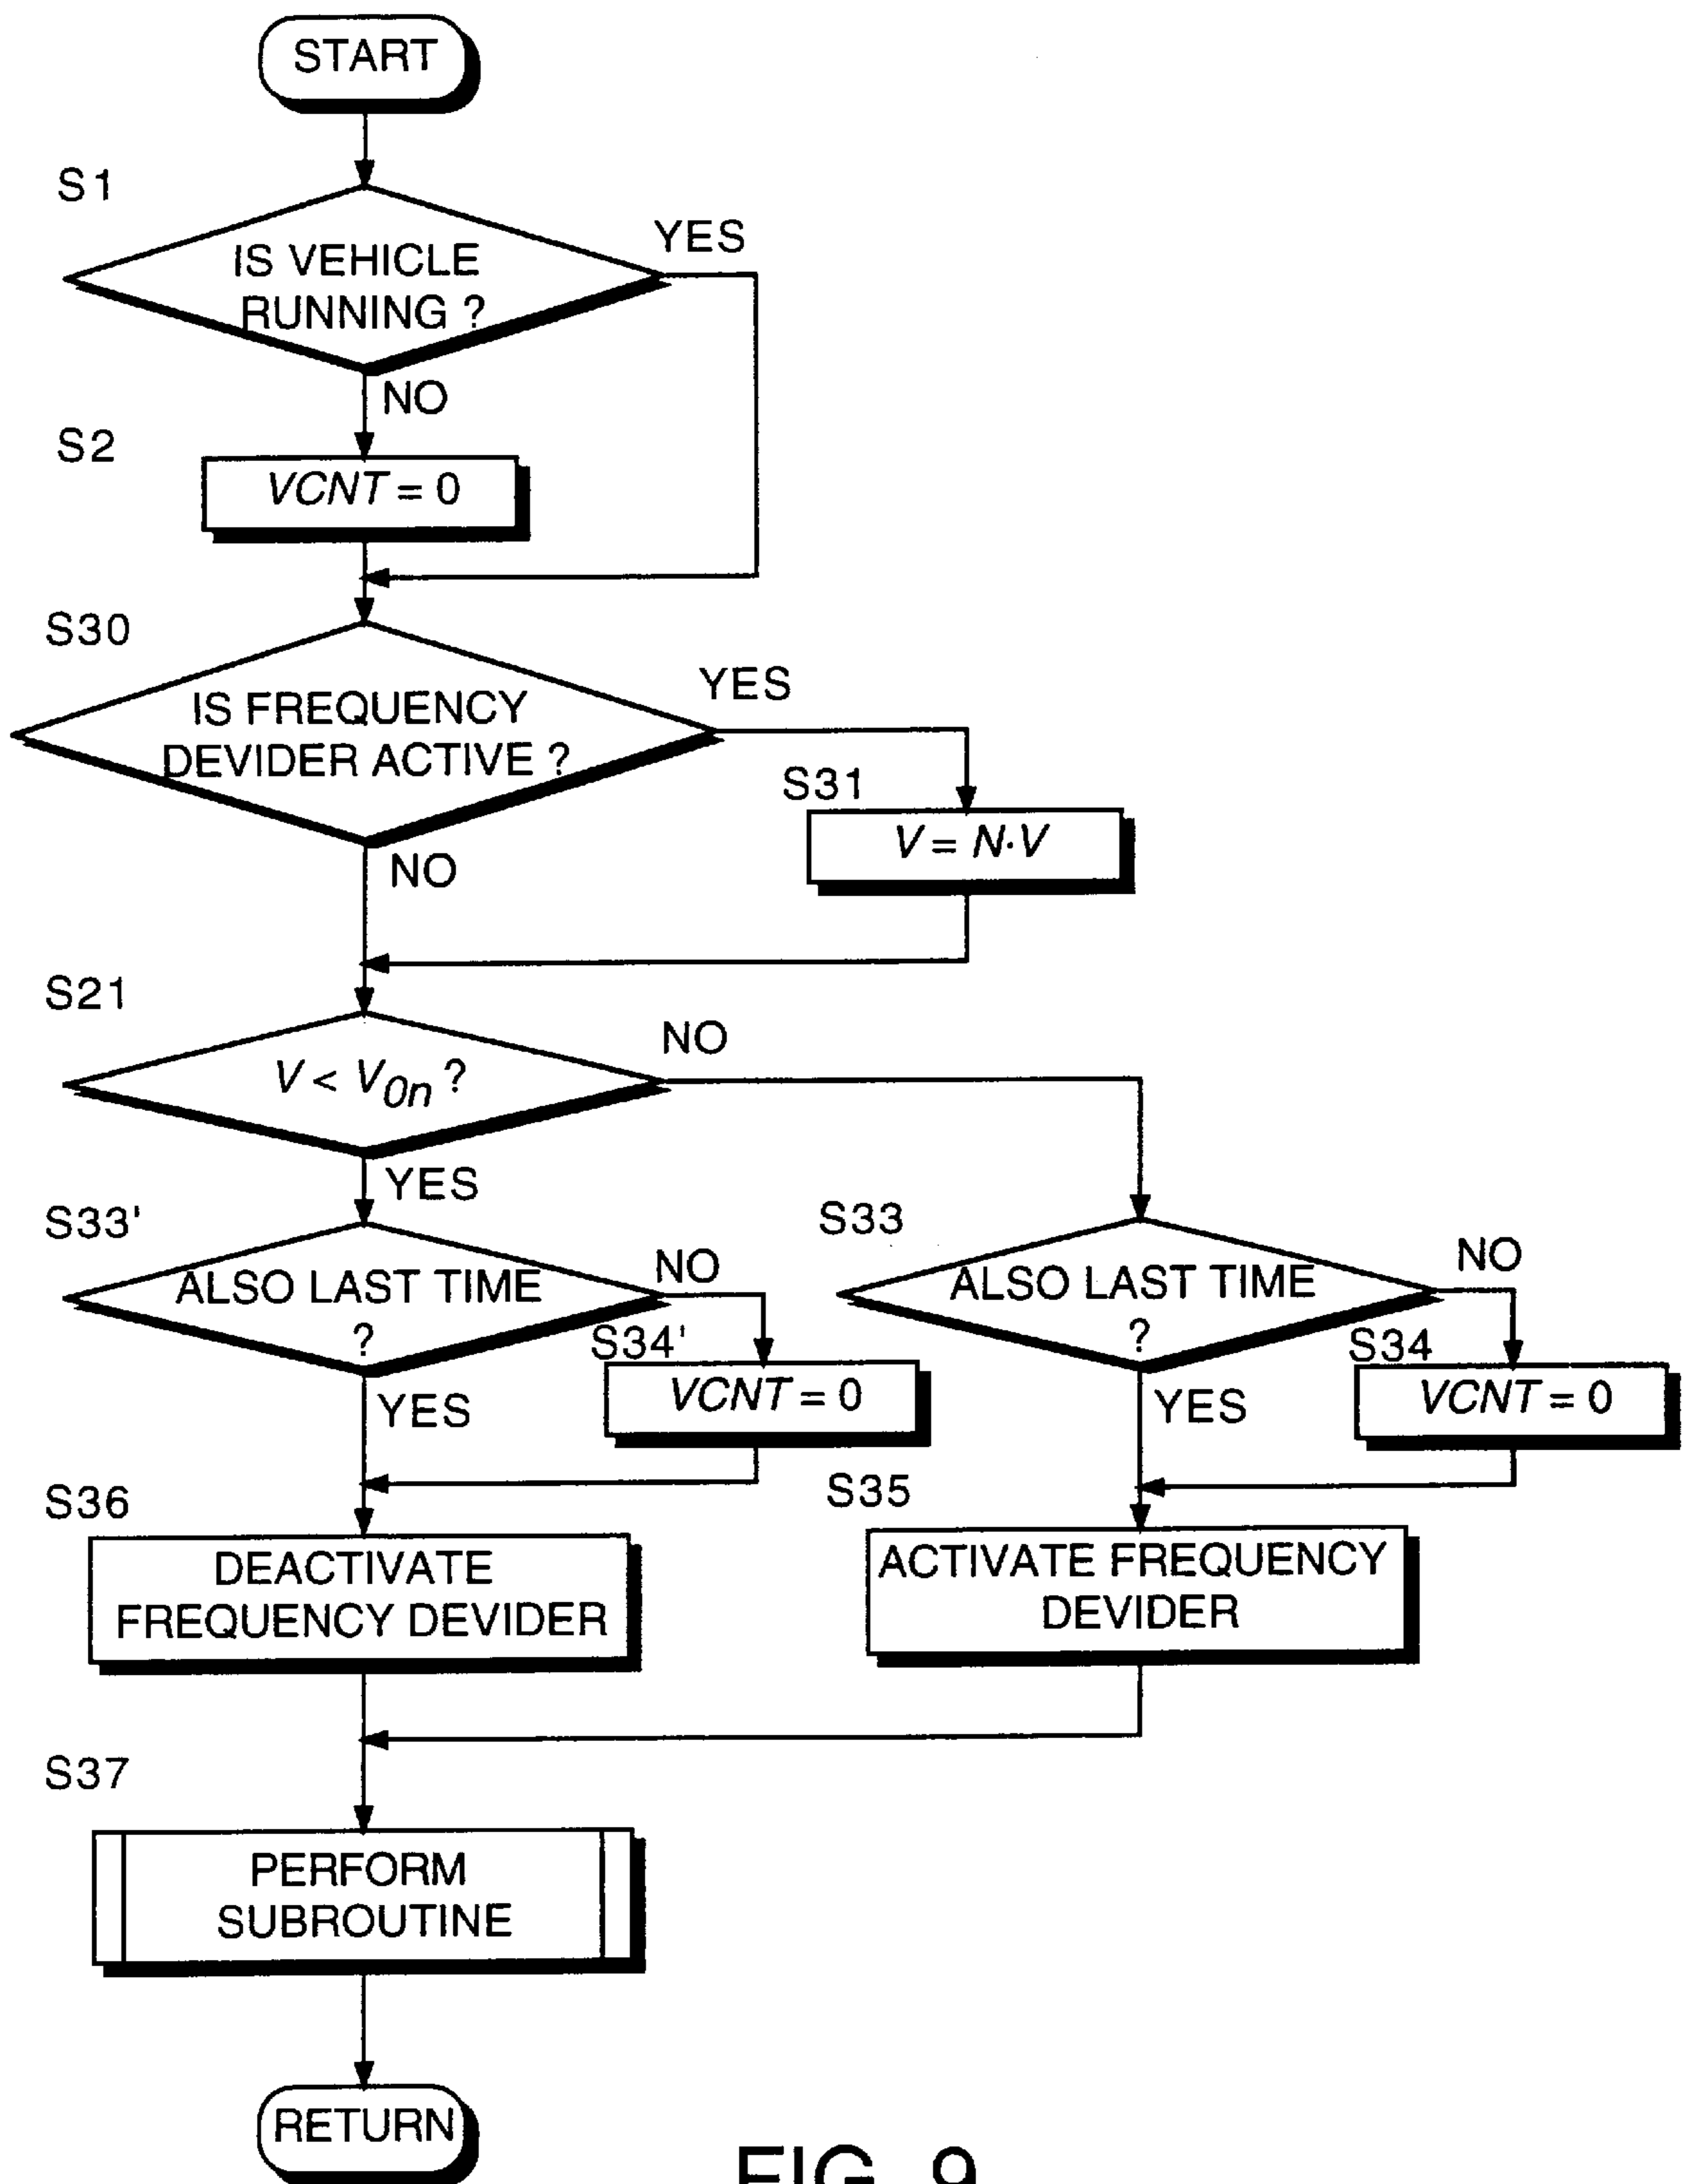 START
S1
IS VEHICLE
RUNNING ?
YES
NO
S2
VCNT = 0
S30
IS FREQUENCY
DEVIDER ACTIVE ?
YES
S31
V = N·V
NO
S21
V < V0n ?
NO
YES
S33'
ALSO LAST TIME
?
NO
S34'
VCNT = 0
YES
S33
ALSO LAST TIME
?
NO
S34
VCNT = 0
YES
S36
DEACTIVATE
FREQUENCY DEVIDER
S35
ACTIVATE FREQUENCY
DEVIDER
S37
PERFORM
SUBROUTINE
RETURN
FIG. 9